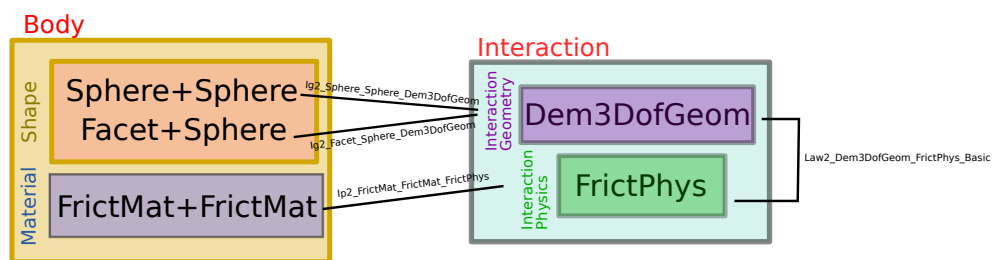 Body
Shape
Sphere+Sphere
Facet+Sphere
Material
FrictMat+FrictMat
Ig2_Sphere_Sphere_Dem3DofGeom
Ig2_Facet_Sphere_Dem3DofGeom
Ip2_FrictMat_FrictMat_FrictPhys
Interaction
Interaction
Geometry
Dem3DofGeom
Interaction
Physics
FrictPhys
Law2_Dem3DofGeom_FrictPhys_Basic